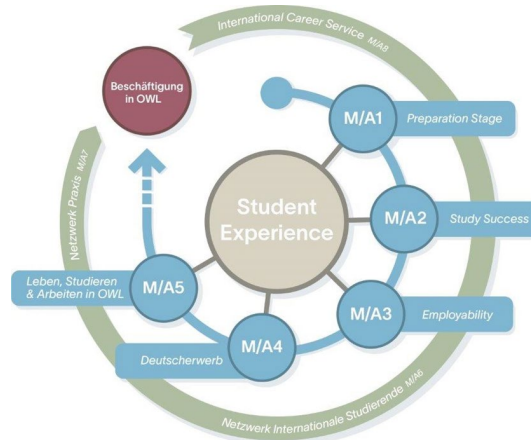 International Career Service M/A8
Beschäftigung
in OWL
M/A1
Preparation Stage
Student
Experience
M/A2
Study Success
Netzwerk Praxis M/A7
Leben, Studieren
& Arbeiten in OWL
M/A5
M/A3
Employability
M/A4
Deutscherwerb
Netzwerk Internationale Studierende M/A6